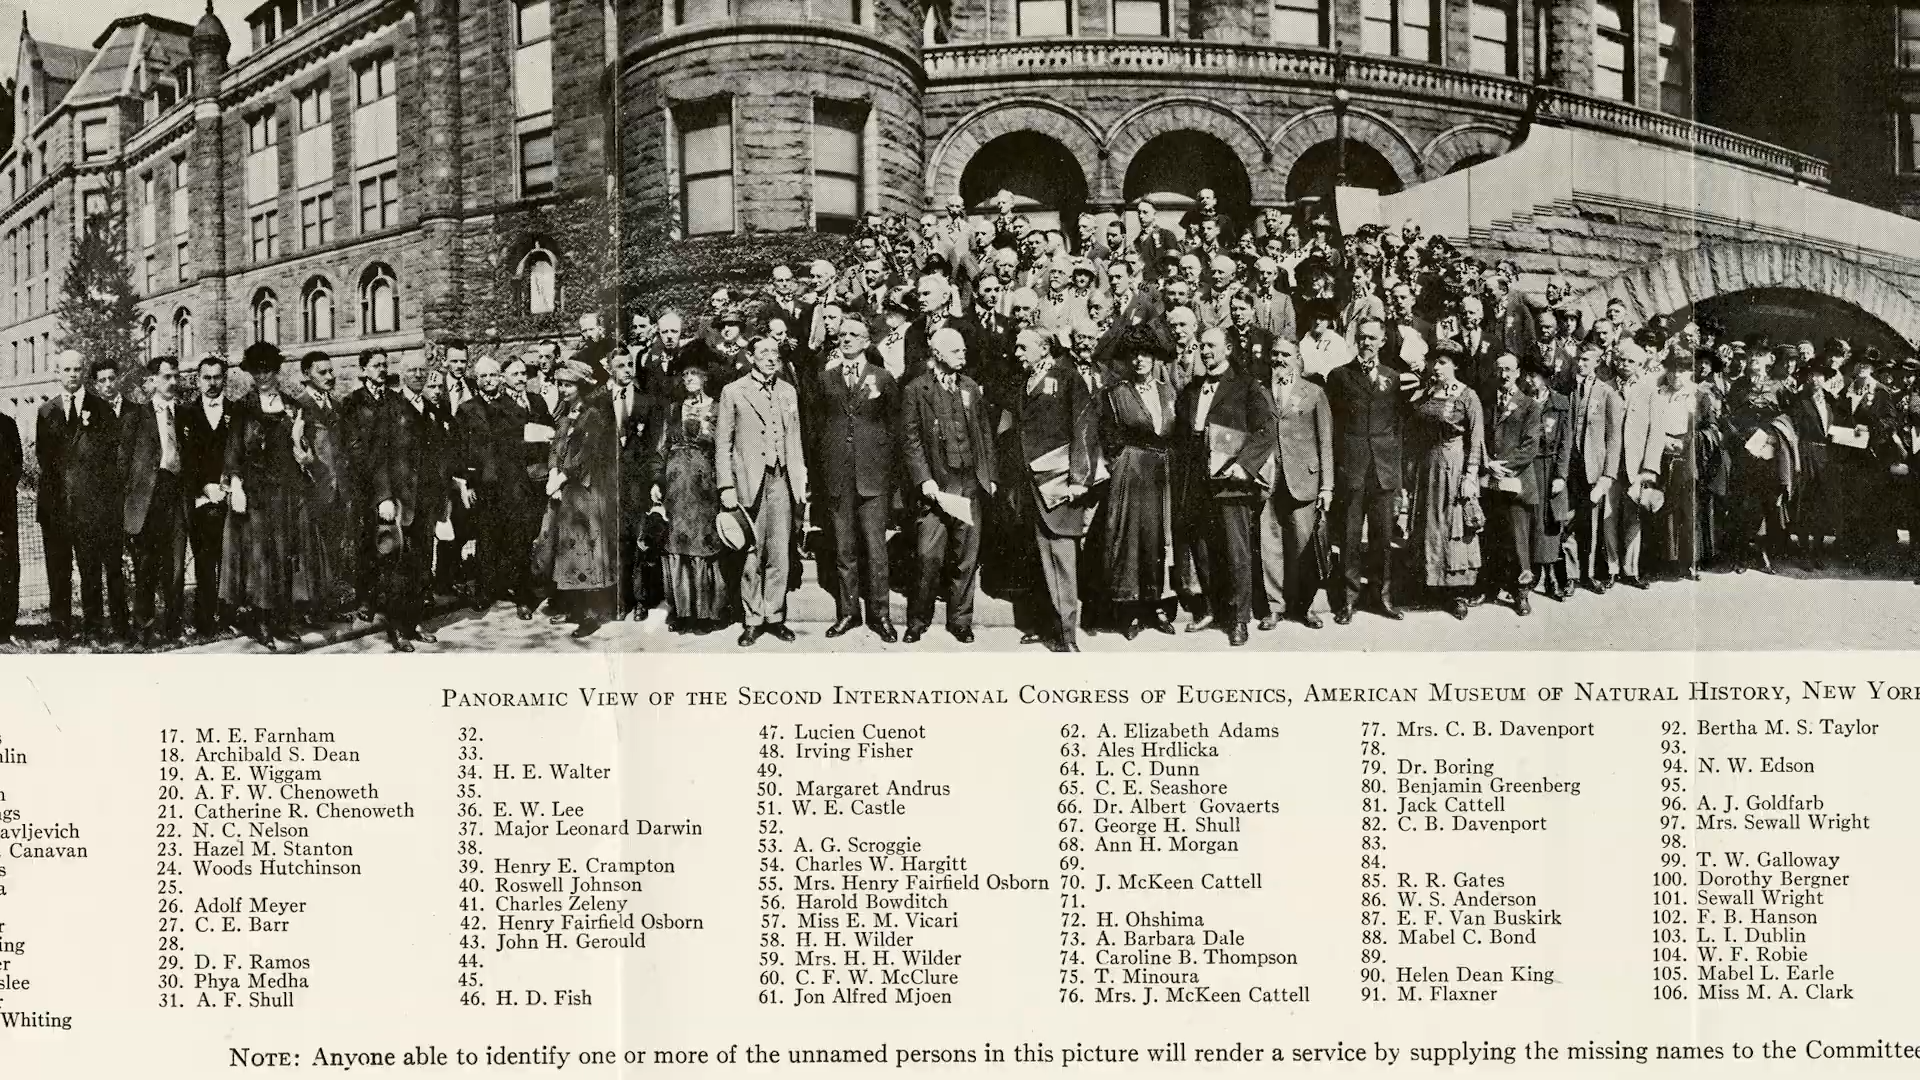 PANORAMIC VIEW OF THE SECOND INTERNATIONAL CONGRESS OF EUGENICS, AMERICAN MUSEUM OF NATURAL HISTORY, NEW YORK
avljevich
Canavan
slee
Whiting
17. M. E. Farnham
18. Archibald S. Dean
19. A. E. Wiggam
20. A. F. W. Chenoweth
21. Catherine R. Chenoweth
22. N. C. Nelson
23. Hazel M. Stanton
24. Woods Hutchinson
25.
26. Adolf Meyer
27. C. E. Barr
28.
29. D. F. Ramos
30. Phya Medha
31. A. F. Shull
32.
33.
34. H. E. Walter
35.
36. E. W. Lee
37. Major Leonard Darwin
38.
39. Henry E. Crampton
40. Roswell Johnson
41. Charles Zeleny
42. Henry Fairfield Osborn
43. John H. Gerould
44.
45.
46. H. D. Fish
47. Lucien Cuenot
48. Irving Fisher
49.
50. Margaret Andrus
51. W. E. Castle
52.
53. A. G. Scroggie
54. Charles W. Hargitt
55. Mrs. Henry Fairfield Osborn
56. Harold Bowditch
57. Miss E. M. Vicari
58. H. H. Wilder
59. Mrs. H. H. Wilder
60. C. F. W. McClure
61. Jon Alfred Mjoen
62. A. Elizabeth Adams
63. Ales Hrdlicka
64. L. C. Dunn
65. C. E. Seashore
66. Dr. Albert Govaerts
67. George H. Shull
68. Ann H. Morgan
69.
70. J. McKeen Cattell
71.
72. H. Ohshima
73. A. Barbara Dale
74. Caroline B. Thompson
75. T. Minoura
76. Mrs. J. McKeen Cattell
77. Mrs. C. B. Davenport
78.
79. Dr. Boring
80. Benjamin Greenberg
81. Jack Cattell
82. C. B. Davenport
83.
84.
85. R. R. Gates
86. W. S. Anderson
87. E. F. Van Buskirk
88. Mabel C. Bond
89.
90. Helen Dean King
91. M. Flaxner
92. Bertha M. S. Taylor
93.
94. N. W. Edson
95.
96. A. J. Goldfarb
97. Mrs. Sewall Wright
98.
99. T. W. Galloway
100. Dorothy Bergner
101. Sewall Wright
102. F. B. Hanson
103. L. I. Dublin
104. W. F. Robie
105. Mabel L. Earle
106. Miss M. A. Clark
NOTE: Anyone able to identify one or more of the unnamed persons in this picture will render a service by supplying the missing names to the Committee